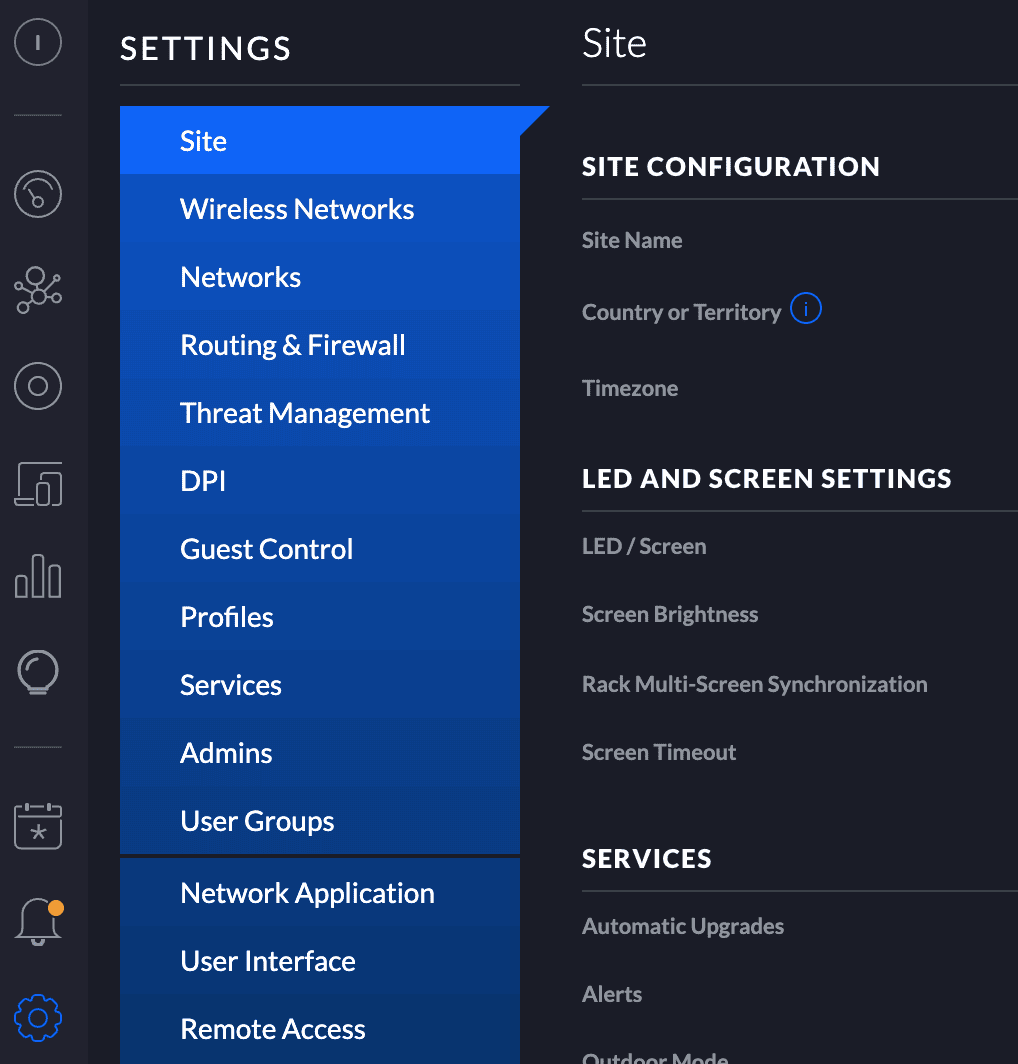 SETTINGS
Site
Wireless Networks
Networks
Routing & Firewall
Threat Management
DPI
Guest Control
Profiles
Services
Admins
User Groups
Network Application
User Interface
Remote Access
Site
SITE CONFIGURATION
Site Name
Country or Territory
Timezone
LED AND SCREEN SETTINGS
LED / Screen
Screen Brightness
Rack Multi-Screen Synchronization
Screen Timeout
SERVICES
Automatic Upgrades
Alerts
Outdoor Mode